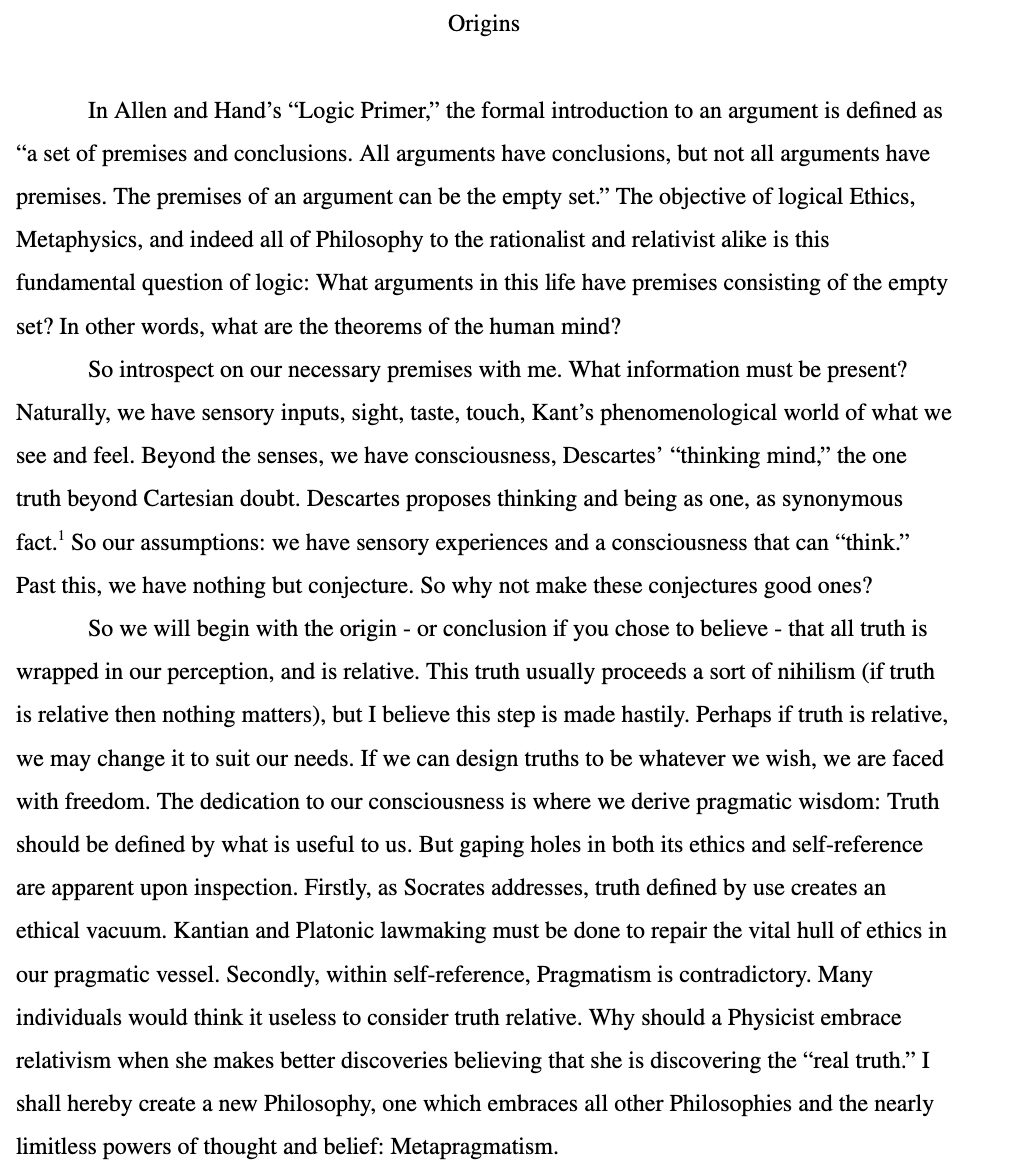 Origins
In Allen and Hand’s “Logic Primer,” the formal introduction to an argument is defined as
“a set of premises and conclusions. All arguments have conclusions, but not all arguments have
premises. The premises of an argument can be the empty set.” The objective of logical Ethics,
Metaphysics, and indeed all of Philosophy to the rationalist and relativist alike is this
fundamental question of logic: What arguments in this life have premises consisting of the empty
set? In other words, what are the theorems of the human mind?
So introspect on our necessary premises with me. What information must be present?
Naturally, we have sensory inputs, sight, taste, touch, Kant’s phenomenological world of what we
see and feel. Beyond the senses, we have consciousness, Descartes’ “thinking mind,” the one
truth beyond Cartesian doubt. Descartes proposes thinking and being as one, as synonymous
fact.¹ So our assumptions: we have sensory experiences and a consciousness that can “think.”
Past this, we have nothing but conjecture. So why not make these conjectures good ones?
So we will begin with the origin - or conclusion if you chose to believe - that all truth is
wrapped in our perception, and is relative. This truth usually proceeds a sort of nihilism (if truth
is relative then nothing matters), but I believe this step is made hastily. Perhaps if truth is relative,
we may change it to suit our needs. If we can design truths to be whatever we wish, we are faced
with freedom. The dedication to our consciousness is where we derive pragmatic wisdom: Truth
should be defined by what is useful to us. But gaping holes in both its ethics and self-reference
are apparent upon inspection. Firstly, as Socrates addresses, truth defined by use creates an
ethical vacuum. Kantian and Platonic lawmaking must be done to repair the vital hull of ethics in
our pragmatic vessel. Secondly, within self-reference, Pragmatism is contradictory. Many
individuals would think it useless to consider truth relative. Why should a Physicist embrace
relativism when she makes better discoveries believing that she is discovering the “real truth.” I
shall hereby create a new Philosophy, one which embraces all other Philosophies and the nearly
limitless powers of thought and belief: Metapragmatism.